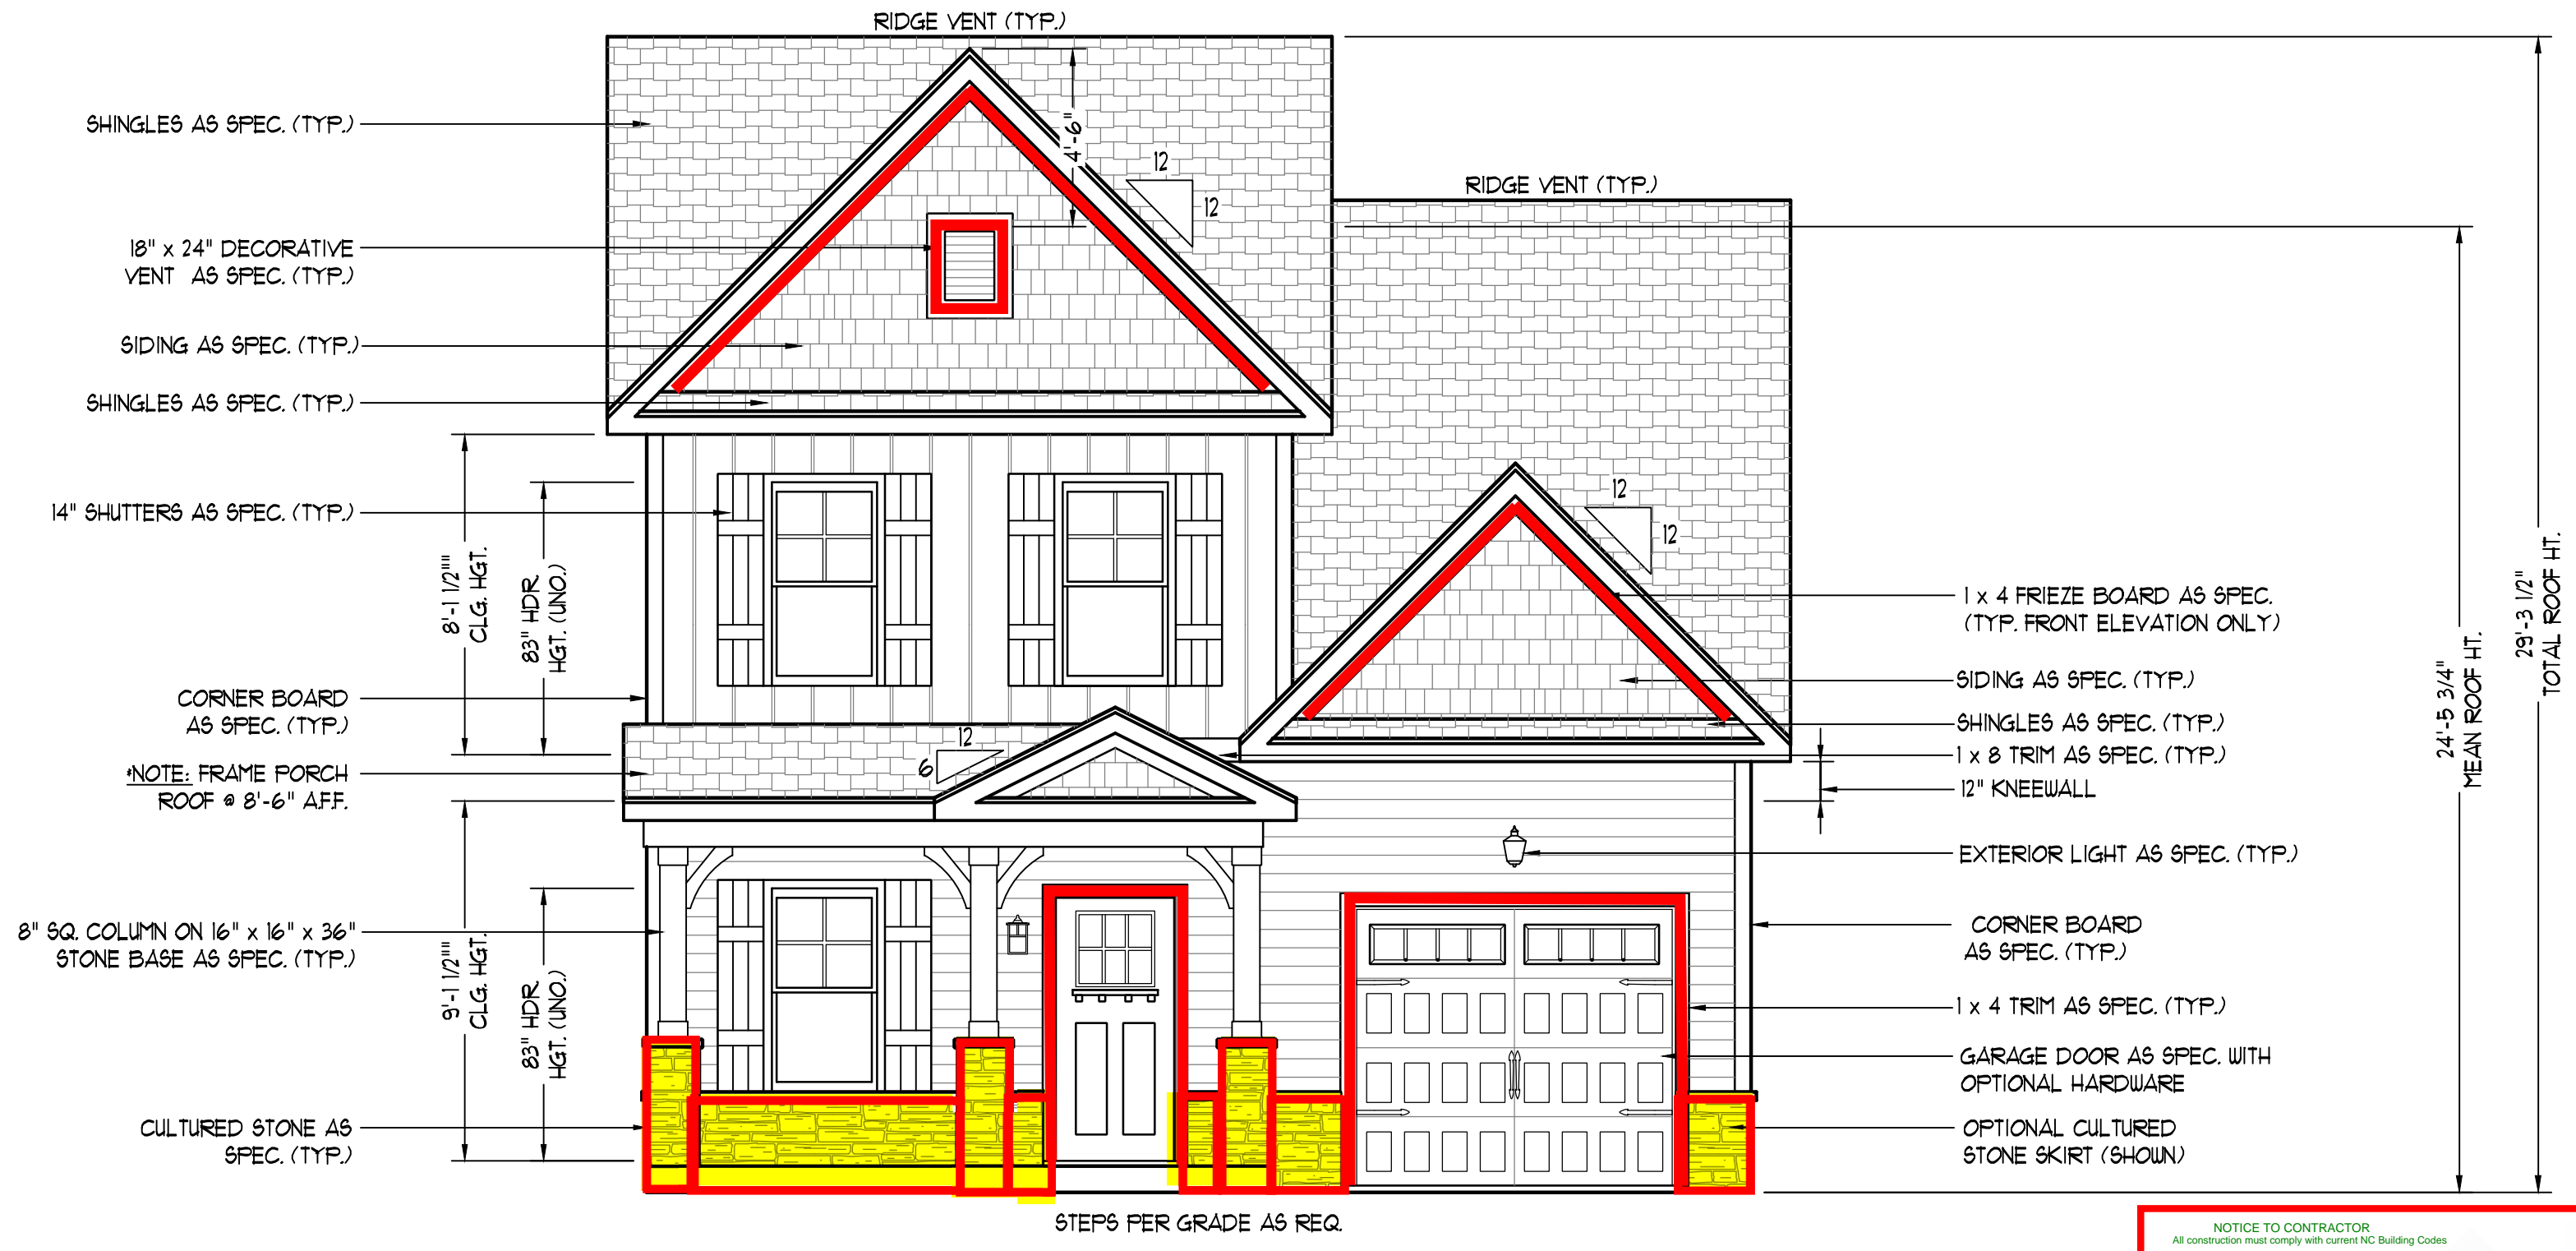 RIDGE VENT (TYP.)
SHINGLES AS SPEC. (TYP.)
4'-6"
12
12
RIDGE VENT (TYP.)
18" x 24" DECORATIVE
VENT AS SPEC. (TYP.)
SIDING AS SPEC. (TYP.)
SHINGLES AS SPEC. (TYP.)
14" SHUTTERS AS SPEC. (TYP.)
8'-1 1/2""
CLG. HGT.
83" HDR
HGT. (UNO.)
12
12
1 x 4 FRIEZE BOARD AS SPEC.
(TYP. FRONT ELEVATION ONLY)
29'-3 1/2"
TOTAL ROOF HT.
24'-5 3/4"
MEAN ROOF HT.
CORNER BOARD
AS SPEC. (TYP.)
SIDING AS SPEC. (TYP.)
SHINGLES AS SPEC. (TYP.)
1 x 8 TRIM AS SPEC. (TYP.)
12" KNEEWALL
*NOTE: FRAME PORCH
ROOF @ 8'-6" A.F.F.
12
6
EXTERIOR LIGHT AS SPEC. (TYP.)
8" SQ. COLUMN ON 16" x 16" x 36"
STONE BASE AS SPEC. (TYP.)
9'-1 1/2""
CLG. HGT.
83" HDR
HGT. (UNO.)
CORNER BOARD
AS SPEC. (TYP.)
1 x 4 TRIM AS SPEC. (TYP.)
GARAGE DOOR AS SPEC. WITH
OPTIONAL HARDWARE
CULTURED STONE AS
SPEC. (TYP.)
OPTIONAL CULTURED
STONE SKIRT (SHOWN)
STEPS PER GRADE AS REQ.
NOTICE TO CONTRACTOR
All construction must comply with current NC Building Codes